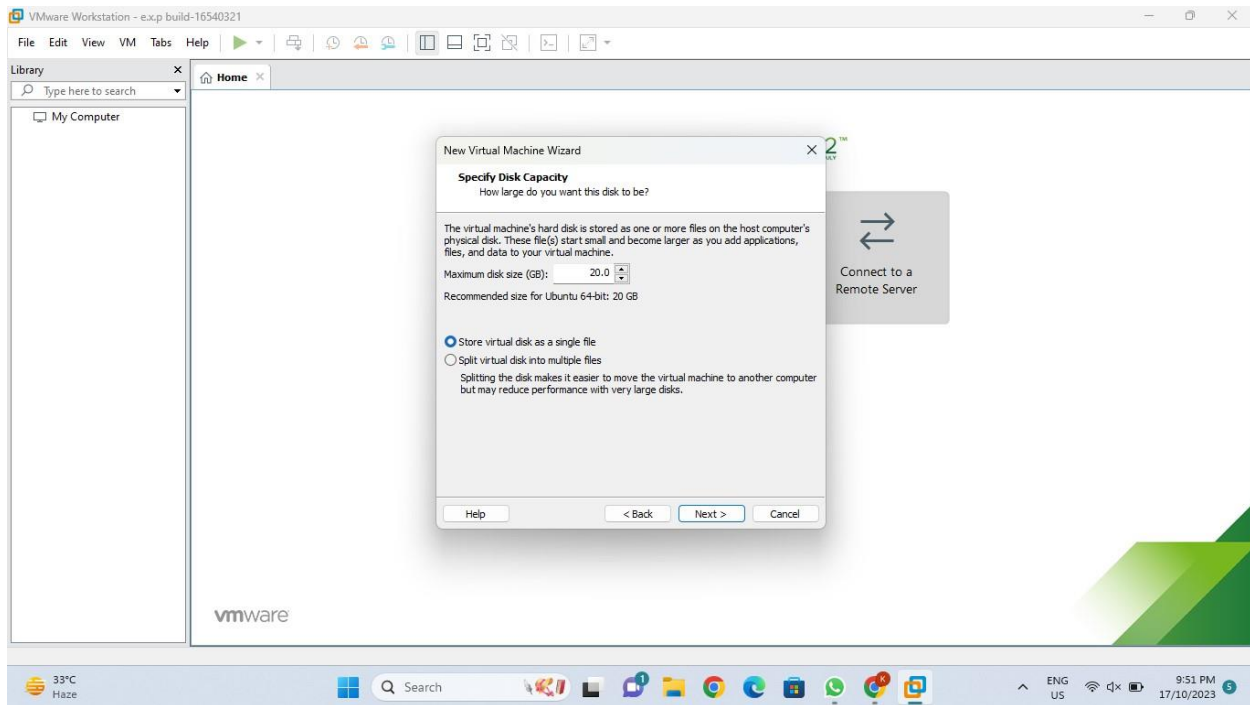 VMware Workstation - e.x.p build-16540321
File Edit View VM Tabs Help
Library
Type here to search
My Computer
Home
2™
New Virtual Machine Wizard
Specify Disk Capacity
How large do you want this disk to be?
The virtual machine's hard disk is stored as one or more files on the host computer's
physical disk. These file(s) start small and become larger as you add applications,
files, and data to your virtual machine.
Maximum disk size (GB): 20.0
Recommended size for Ubuntu 64-bit: 20 GB
Store virtual disk as a single file
Split virtual disk into multiple files
Splitting the disk makes it easier to move the virtual machine to another computer
but may reduce performance with very large disks.
Help < Back Next > Cancel
Connect to a
Remote Server
vmware
33°C
Haze
Search
1
K
ENG
US
9:51 PM
17/10/2023
5